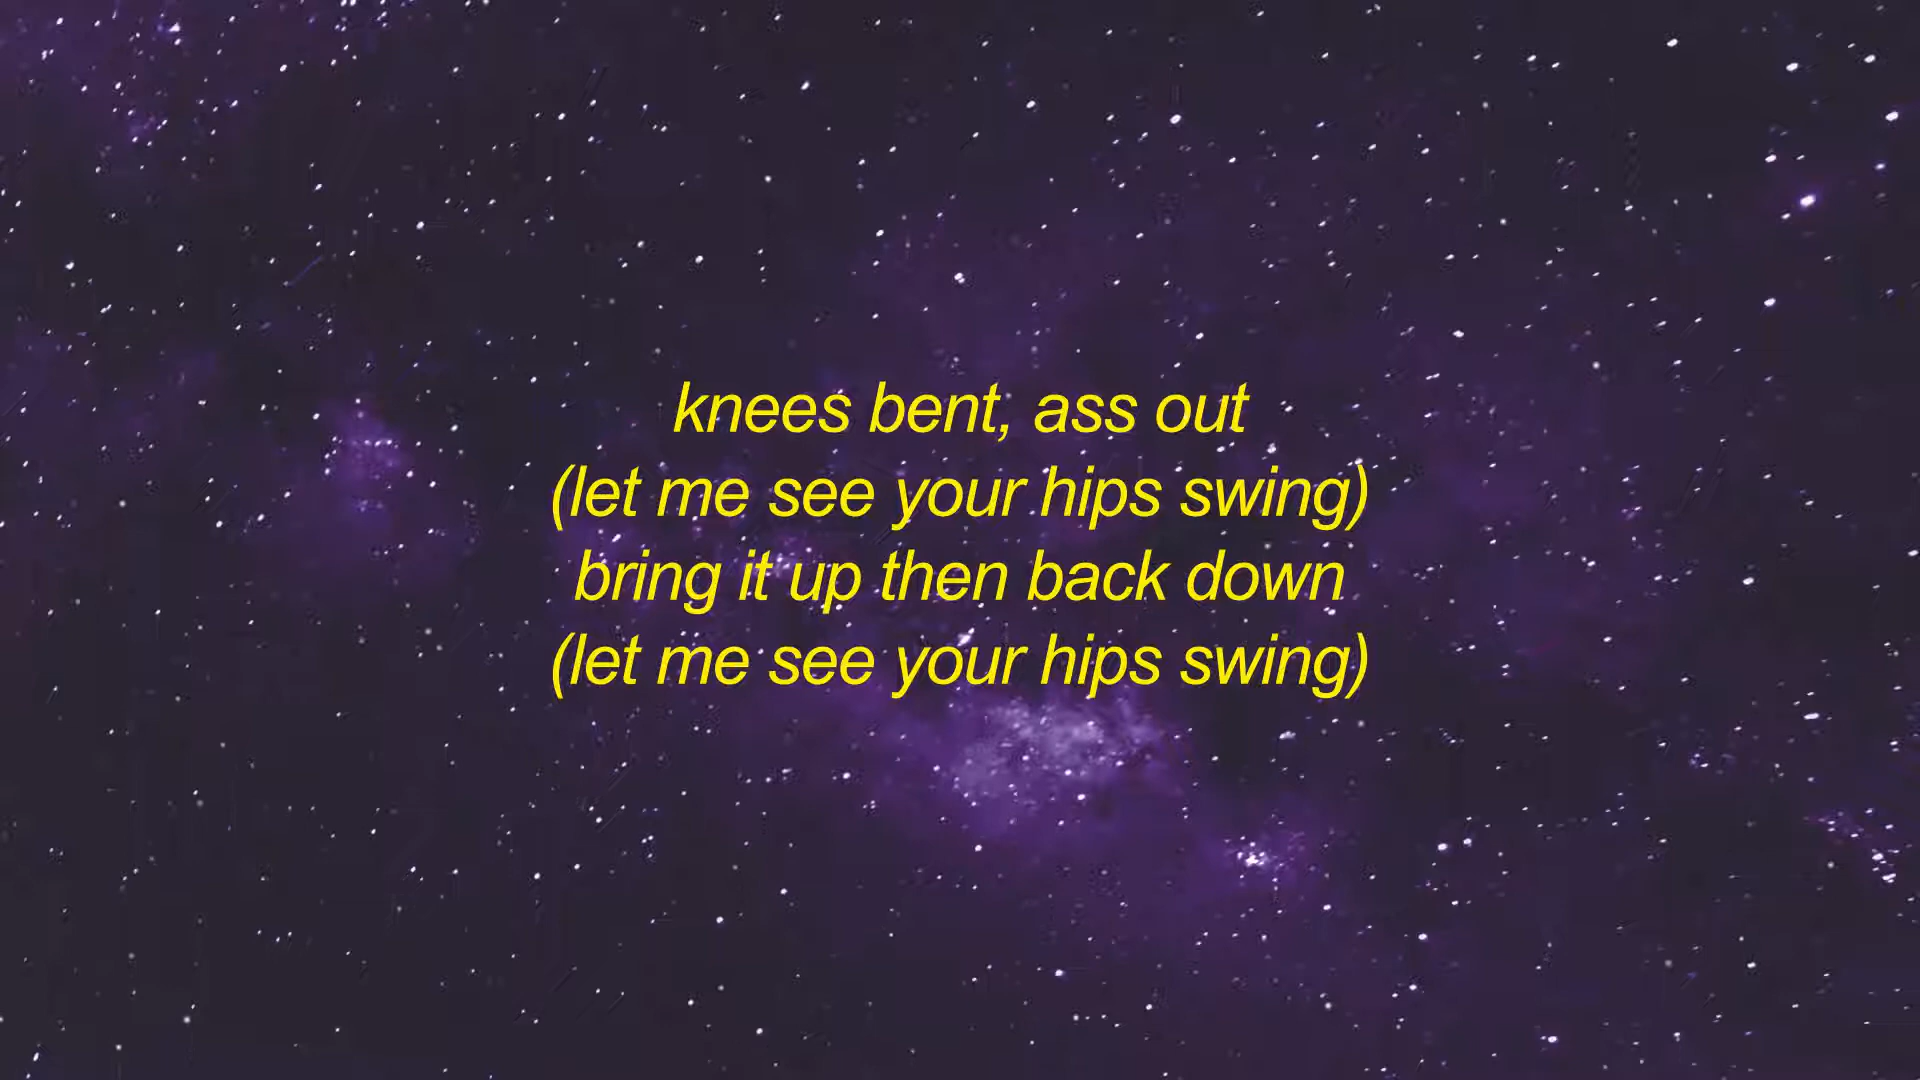 knees bent, ass out
(let me see your hips swing)
bring it up then back down
(let me see your hips swing)